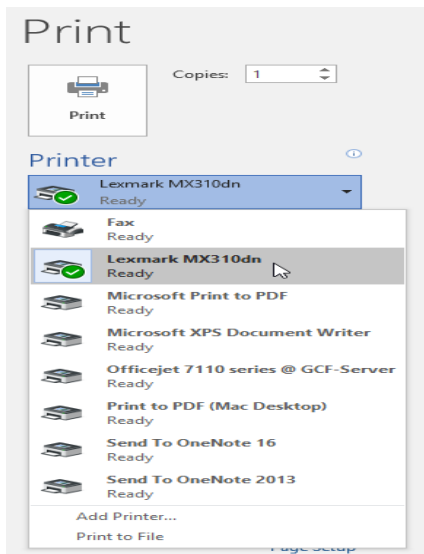 Print
Copies: 1
Print
Printer
Lexmark MX310dn
Ready
Fax
Ready
Lexmark MX310dn
Ready
Microsoft Print to PDF
Ready
Microsoft XPS Document Writer
Ready
Officejet 7110 series @ GCF-Server
Ready
Print to PDF (Mac Desktop)
Ready
Send To OneNote 16
Ready
Send To OneNote 2013
Ready
Add Printer...
Print to File
Page Setup